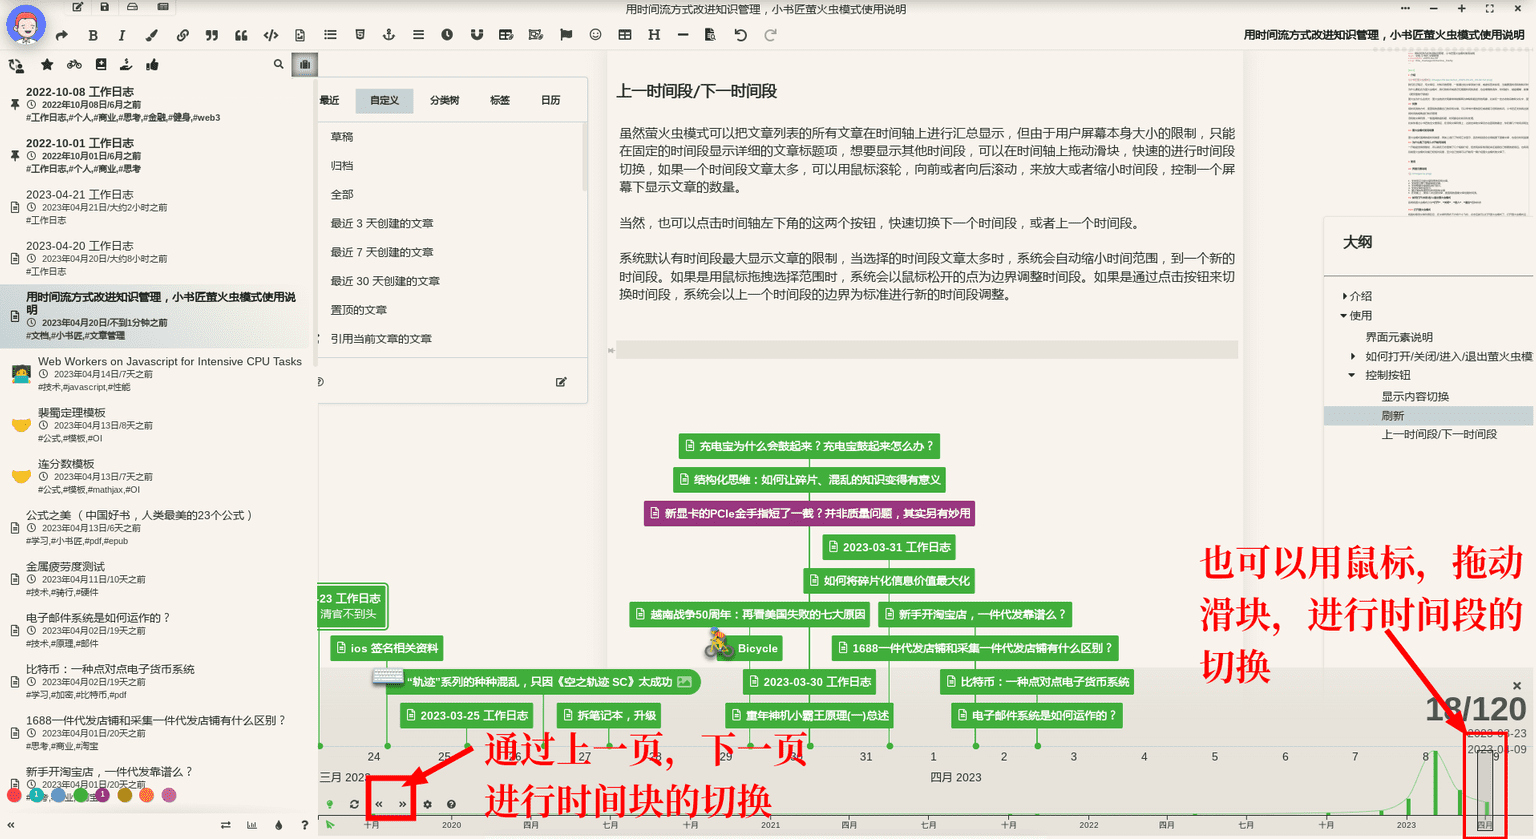 用时间流方式改进知识管理，小书匠萤火虫模式使用说明
用时间流方式改进知识管理，小书匠萤火虫模式使用说明
2022-10-08 工作日志
2022年10月08日/6月之前
#工作日志,#个人,#商业,#思考,#金融,#健身,#web3
2022-10-01 工作日志
2022年10月01日/6月之前
#工作日志,#个人,#商业,#思考
2023-04-21 工作日志
2023年04月21日/大约2小时之前
#工作日志
2023-04-20 工作日志
2023年04月20日/大约8小时之前
#工作日志
用时间流方式改进知识管理，小书匠萤火虫模式使用说
明
2023年04月20日/不到1分钟之前
#文档,#小书匠,#文章管理
Web Workers on Javascript for Intensive CPU Tasks
2023年04月14日/7天之前
#技术,#javascript,#性能
裴蜀定理模板
2023年04月13日/8天之前
#公式,#模板,#OI
连分数模板
2023年04月13日/7天之前
#公式,#模板,#mathjax,#OI
公式之美（中国好书，人类最美的23个公式）
2023年04月13日/6天之前
#学习,#小书匠,#pdf,#epub
金属疲劳度测试
2023年04月11日/10天之前
#技术,#骑行,#硬件
电子邮件系统是如何运作的？
2023年04月02日/19天之前
#技术,#原理,#邮件
比特币：一种点对点电子货币系统
2023年04月02日/19天之前
#学习,#加密,#比特币,#pdf
1688一件代发店铺和采集一件代发店铺有什么区别？
2023年04月01日/20天之前
#思考,#商业,#淘宝
新手开淘宝店，一件代发靠谱么？
2023年04月01日/20天之前
1
1
最近
自定义
分类树
标签
日历
草稿
归档
全部
最近 3 天创建的文章
最近 7 天创建的文章
最近 30 天创建的文章
置顶的文章
引用当前文章的文章
上一时间段/下一时间段
虽然萤火虫模式可以把文章列表的所有文章在时间轴上进行汇总显示，但由于用户屏幕本身大小的限制，只能
在固定的时间段显示详细的文章标题项，想要显示其他时间段，可以在时间轴上拖动滑块，快速的进行时间段
切换，如果一个时间段文章太多，可以用鼠标滚轮，向前或者向后滚动，来放大或者缩小时间段，控制一个屏
幕下显示文章的数量。
当然，也可以点击时间轴左下角的这两个按钮，快速切换下一个时间段，或者上一个时间段。
系统默认有时间段最大显示文章的限制，当选择的时间段文章太多时，系统会自动缩小时间范围，到一个新的
时间段。如果是用鼠标拖拽选择范围时，系统会以鼠标松开的点为边界调整时间段。如果是通过点击按钮来切
换时间段，系统会以上一个时间段的边界为标准进行新的时间段调整。
大纲
介绍
使用
界面元素说明
如何打开/关闭/进入/退出萤火虫模
控制按钮
显示内容切换
刷新
上一时间段/下一时间段
充电宝为什么会鼓起来？充电宝鼓起来怎么办？
结构化思维：如何让碎片、混乱的知识变得有意义
新显卡的PCIe金手指短了一截？并非质量问题，其实另有妙用
2023-03-31 工作日志
如何将碎片化信息价值最大化
-23 工作日志
清官不到头
越南战争50周年：再看美国失败的七大原因
新手开淘宝店，一件代发靠谱么？
ios 签名相关资料
Bicycle
1688一件代发店铺和采集一件代发店铺有什么区别？
“轨迹”系列的种种混乱，只因《空之轨迹 SC》太成功
2023-03-30 工作日志
比特币：一种点对点电子货币系统
2023-03-25 工作日志
拆笔记本，升级
童年神机小霸王原理(一)总述
电子邮件系统是如何运作的？
也可以用鼠标，拖动
滑块，进行时间段的
切换
18/120
2023-03-23
2023-04-09
24 25 26 27 28 29 30 31 1 2 3 4 5 6 7 8 9
三月 2023
四月 2023
通过上一页，下一页
进行时间块的切换
十月 2020 四月 七月 十月 2021 四月 七月 十月 2022 四月 七月 十月 2023 四月